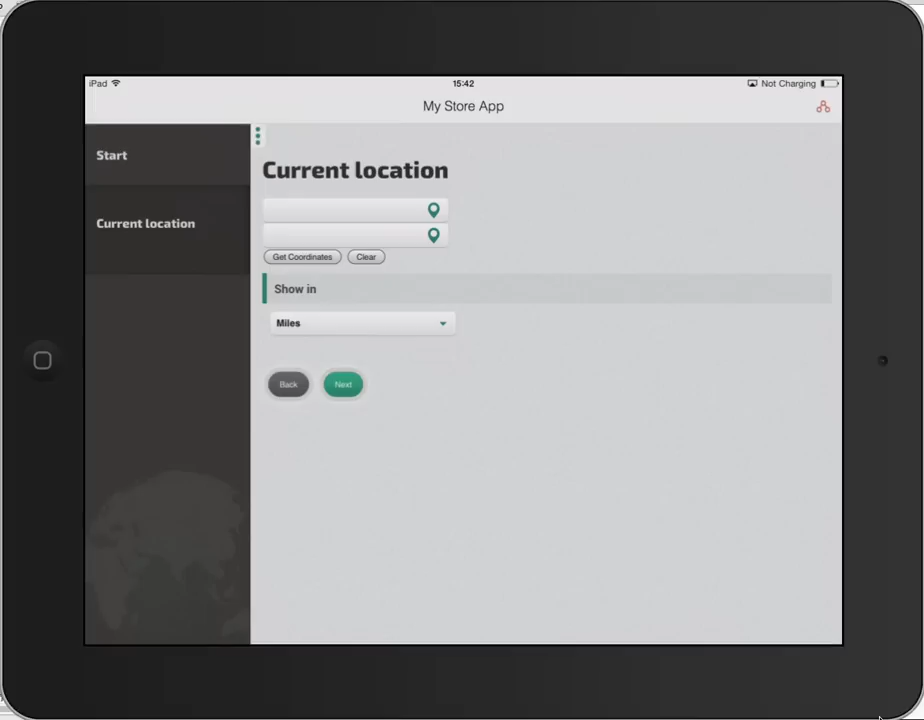 iPad 15:42 Not Charging
My Store App
Start
Current location
Current location
Get Coordinates Clear
Show in
Miles
Back Next